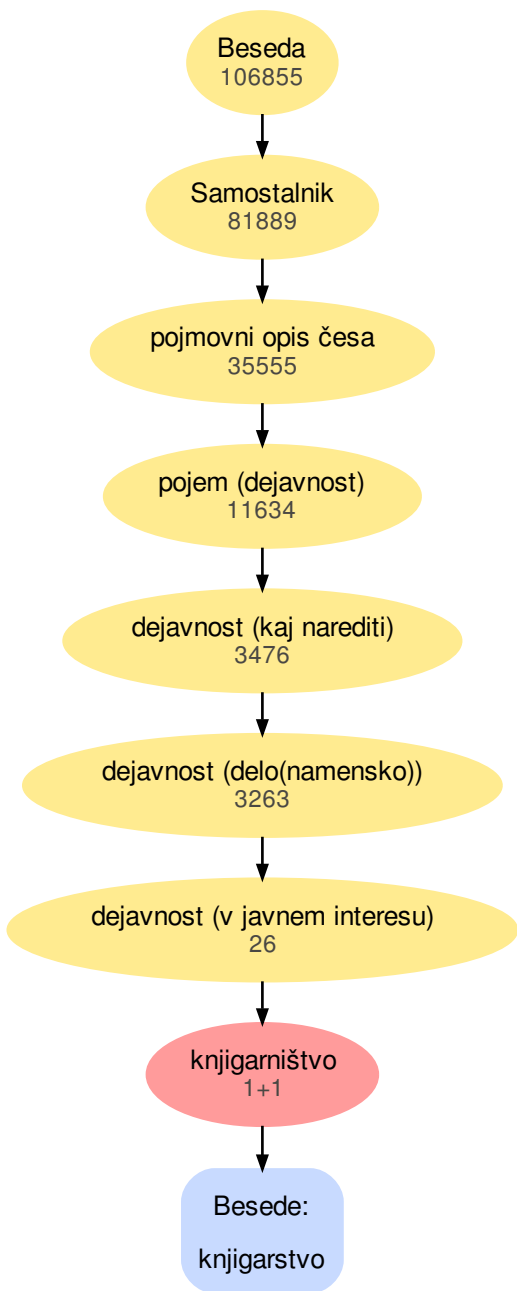 Beseda
106855
Samostalnik
81889
pojmovni opis česa
35555
pojem (dejavnost)
11634
dejavnost (kaj narediti)
3476
dejavnost (delo(namensko))
3263
dejavnost (v javnem interesu)
26
knjigarništvo
1+1
Besede:
knjigarstvo